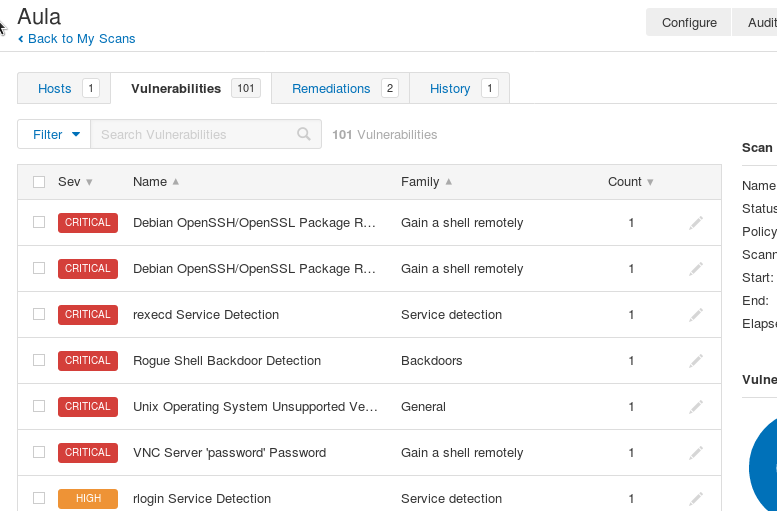 Aula
Back to My Scans
Configure
Audit
Hosts 1 Vulnerabilities 101 Remediations 2 History 1
Filter Search Vulnerabilities 101 Vulnerabilities
Scan
Sev Name Family Count
Name
CRITICAL Debian OpenSSH/OpenSSL Package R... Gain a shell remotely 1
Status
Policy
Scann
CRITICAL Debian OpenSSH/OpenSSL Package R... Gain a shell remotely 1
Start:
End:
CRITICAL rexecd Service Detection Service detection 1
Elapse
CRITICAL Rogue Shell Backdoor Detection Backdoors 1
Vulne
CRITICAL Unix Operating System Unsupported Ve... General 1
CRITICAL VNC Server 'password' Password Gain a shell remotely 1
HIGH rlogin Service Detection Service detection 1